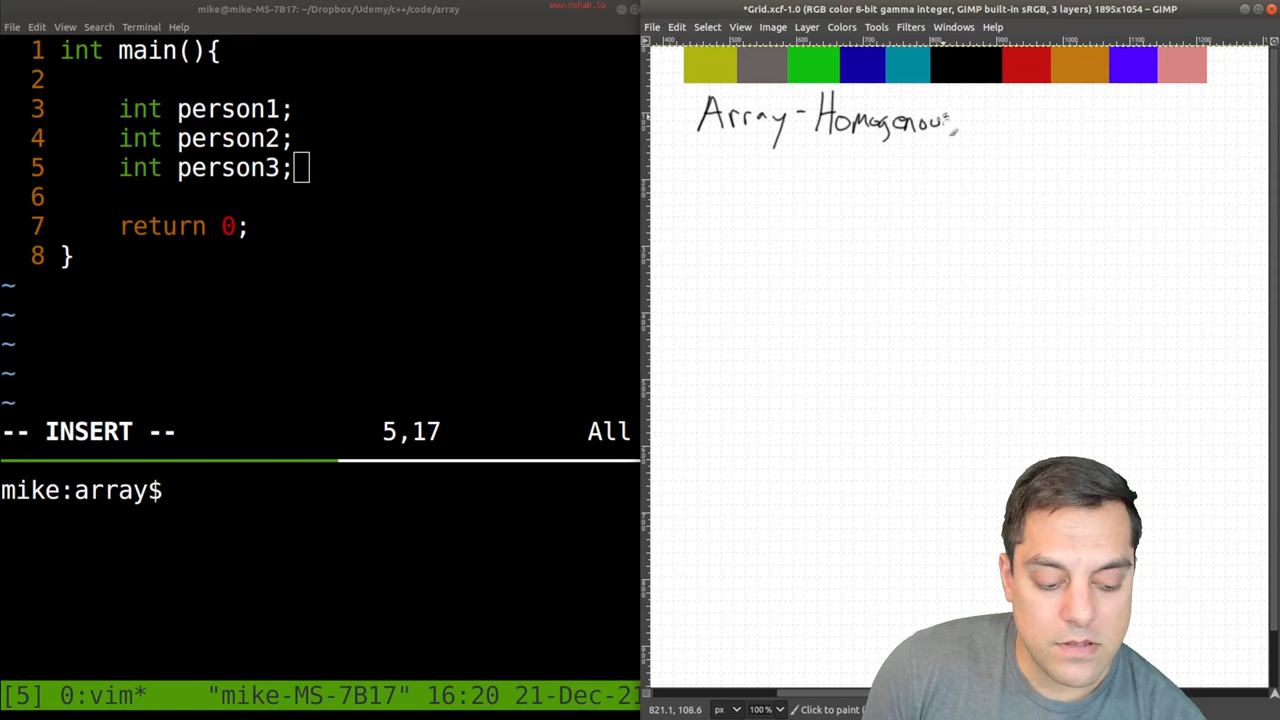 mike@mike-MS-7B17: ~/Dropbox/Udemy/c++/code/array
www.mshah.io
File Edit View Search Terminal Help
1 int main(){
2
3 int person1;
4 int person2;
5 int person3;
6
7 return 0;
8 }
~
~
~
~
~
-- INSERT -- 5,17 All
mike:array$
[5] 0:vim* "mike-MS-7B17" 16:20 21-Dec-21
*Grid.xcf-1.0 (RGB color 8-bit gamma integer, GIMP built-in sRGB, 3 layers) 1895x1054 – GIMP
File Edit Select View Image Layer Colors Tools Filters Windows Help
Array - Homogenous
821.1, 108.6 px 100% Click to paint (